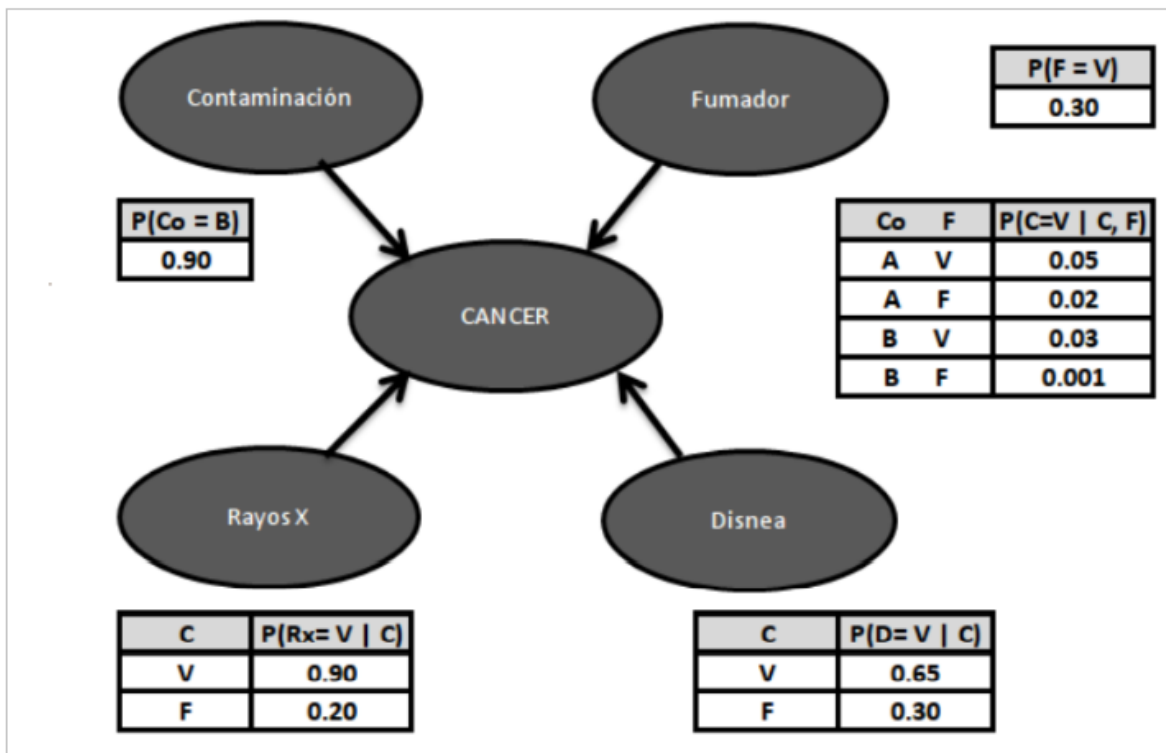 Contaminación
Fumador
P(F = V)
0.30
P(Co = B)
0.90
Co F P(C=V | C, F)
A V 0.05
A F 0.02
B V 0.03
B F 0.001
CANCER
Rayos X
Disnea
C P(Rx= V | C)
V 0.90
F 0.20
C P(D= V | C)
V 0.65
F 0.30